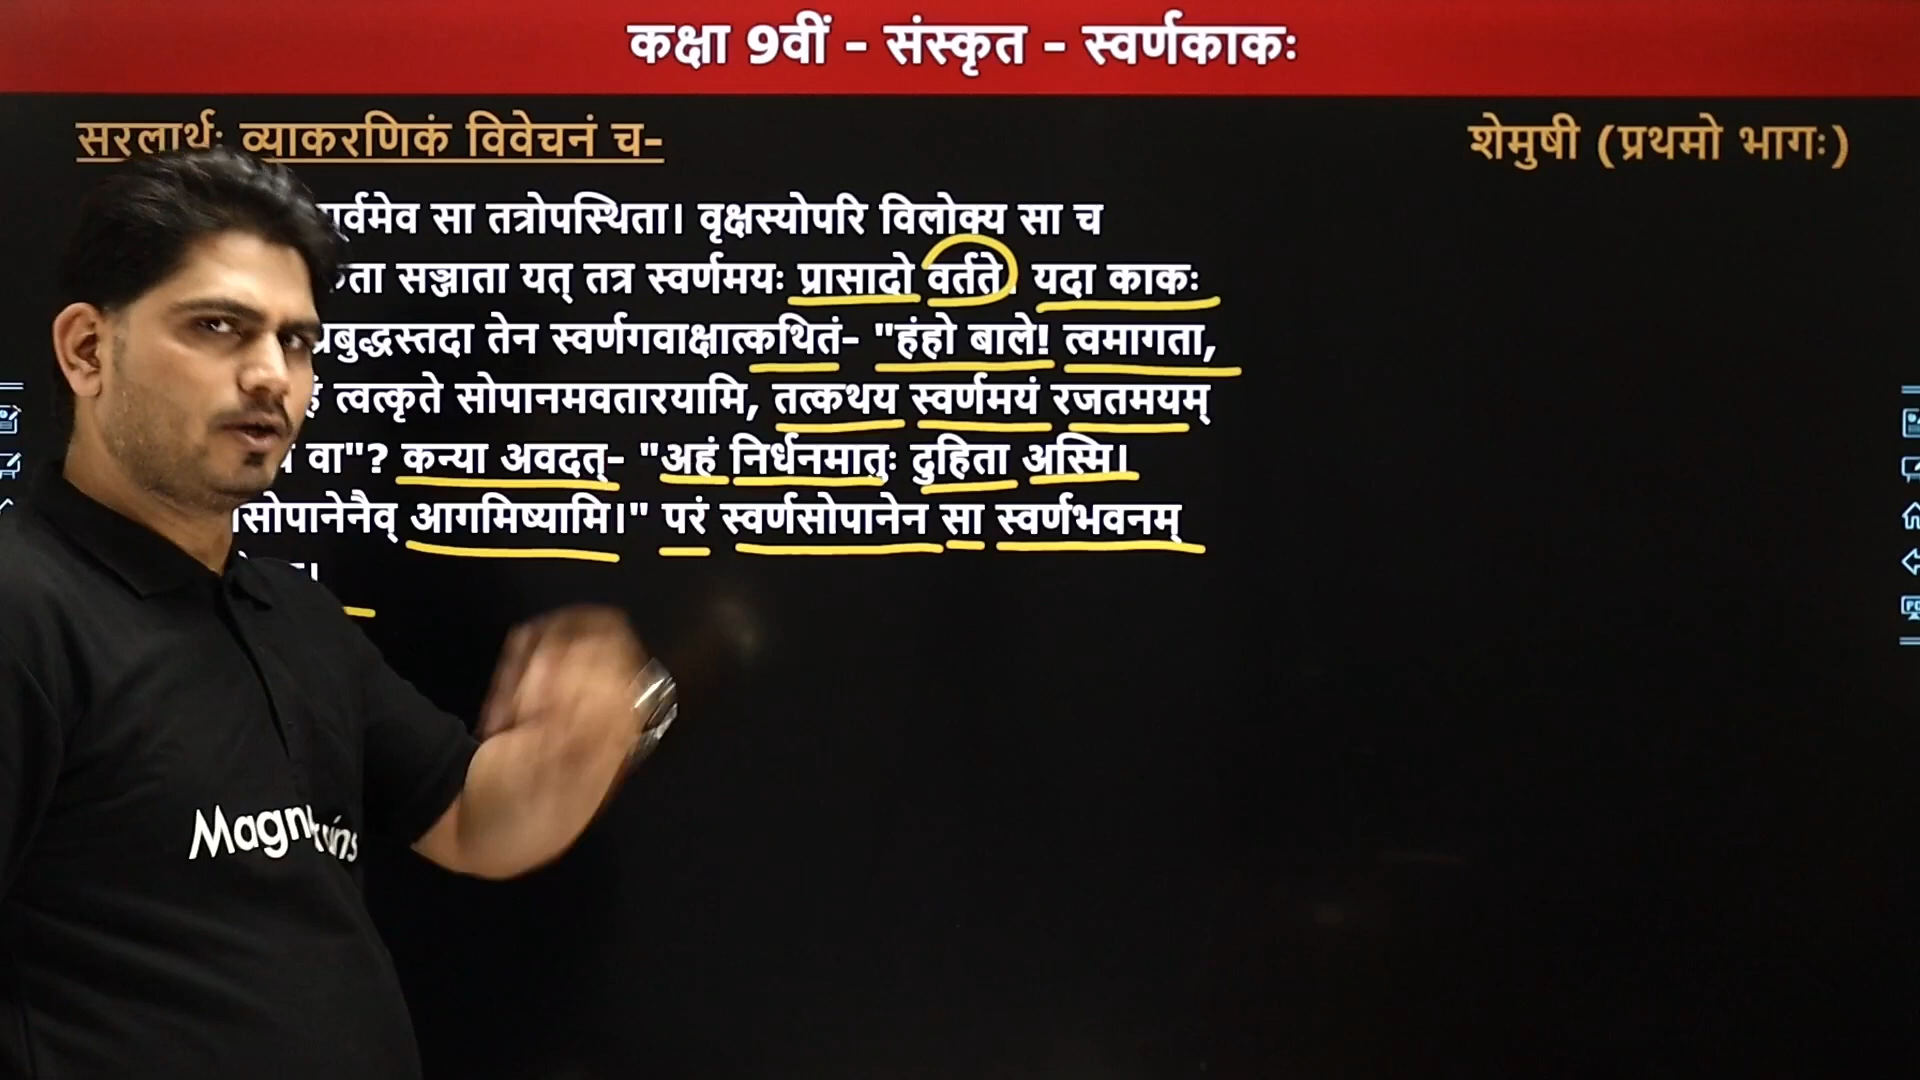 कक्षा 9वीं - संस्कृत - स्वर्णकाकः
सरलार्थः व्याकरणिकं विवेचनं च-
शेमुषी (प्रथमो भागः)
सा तत्रोपस्थिता। वृक्षस्योपरि विलोक्य सा च
सञ्जाता यत् तत्र स्वर्णमयः प्रासादो वर्तते। यदा काकः
प्रबुद्धस्तदा तेन स्वर्णगवाक्षात्कथितं- "हंहो बाले! त्वमागता,
त्वत्कृते सोपानमवतारयामि, तत्कथय स्वर्णमयं रजतमयम्
वा"? कन्या अवदत्- "अहं निर्धनमातुः दुहिता अस्मि।
सोपानेनैव् आगमिष्यामि।" परं स्वर्णसोपानेन सा स्वर्णभवनम्